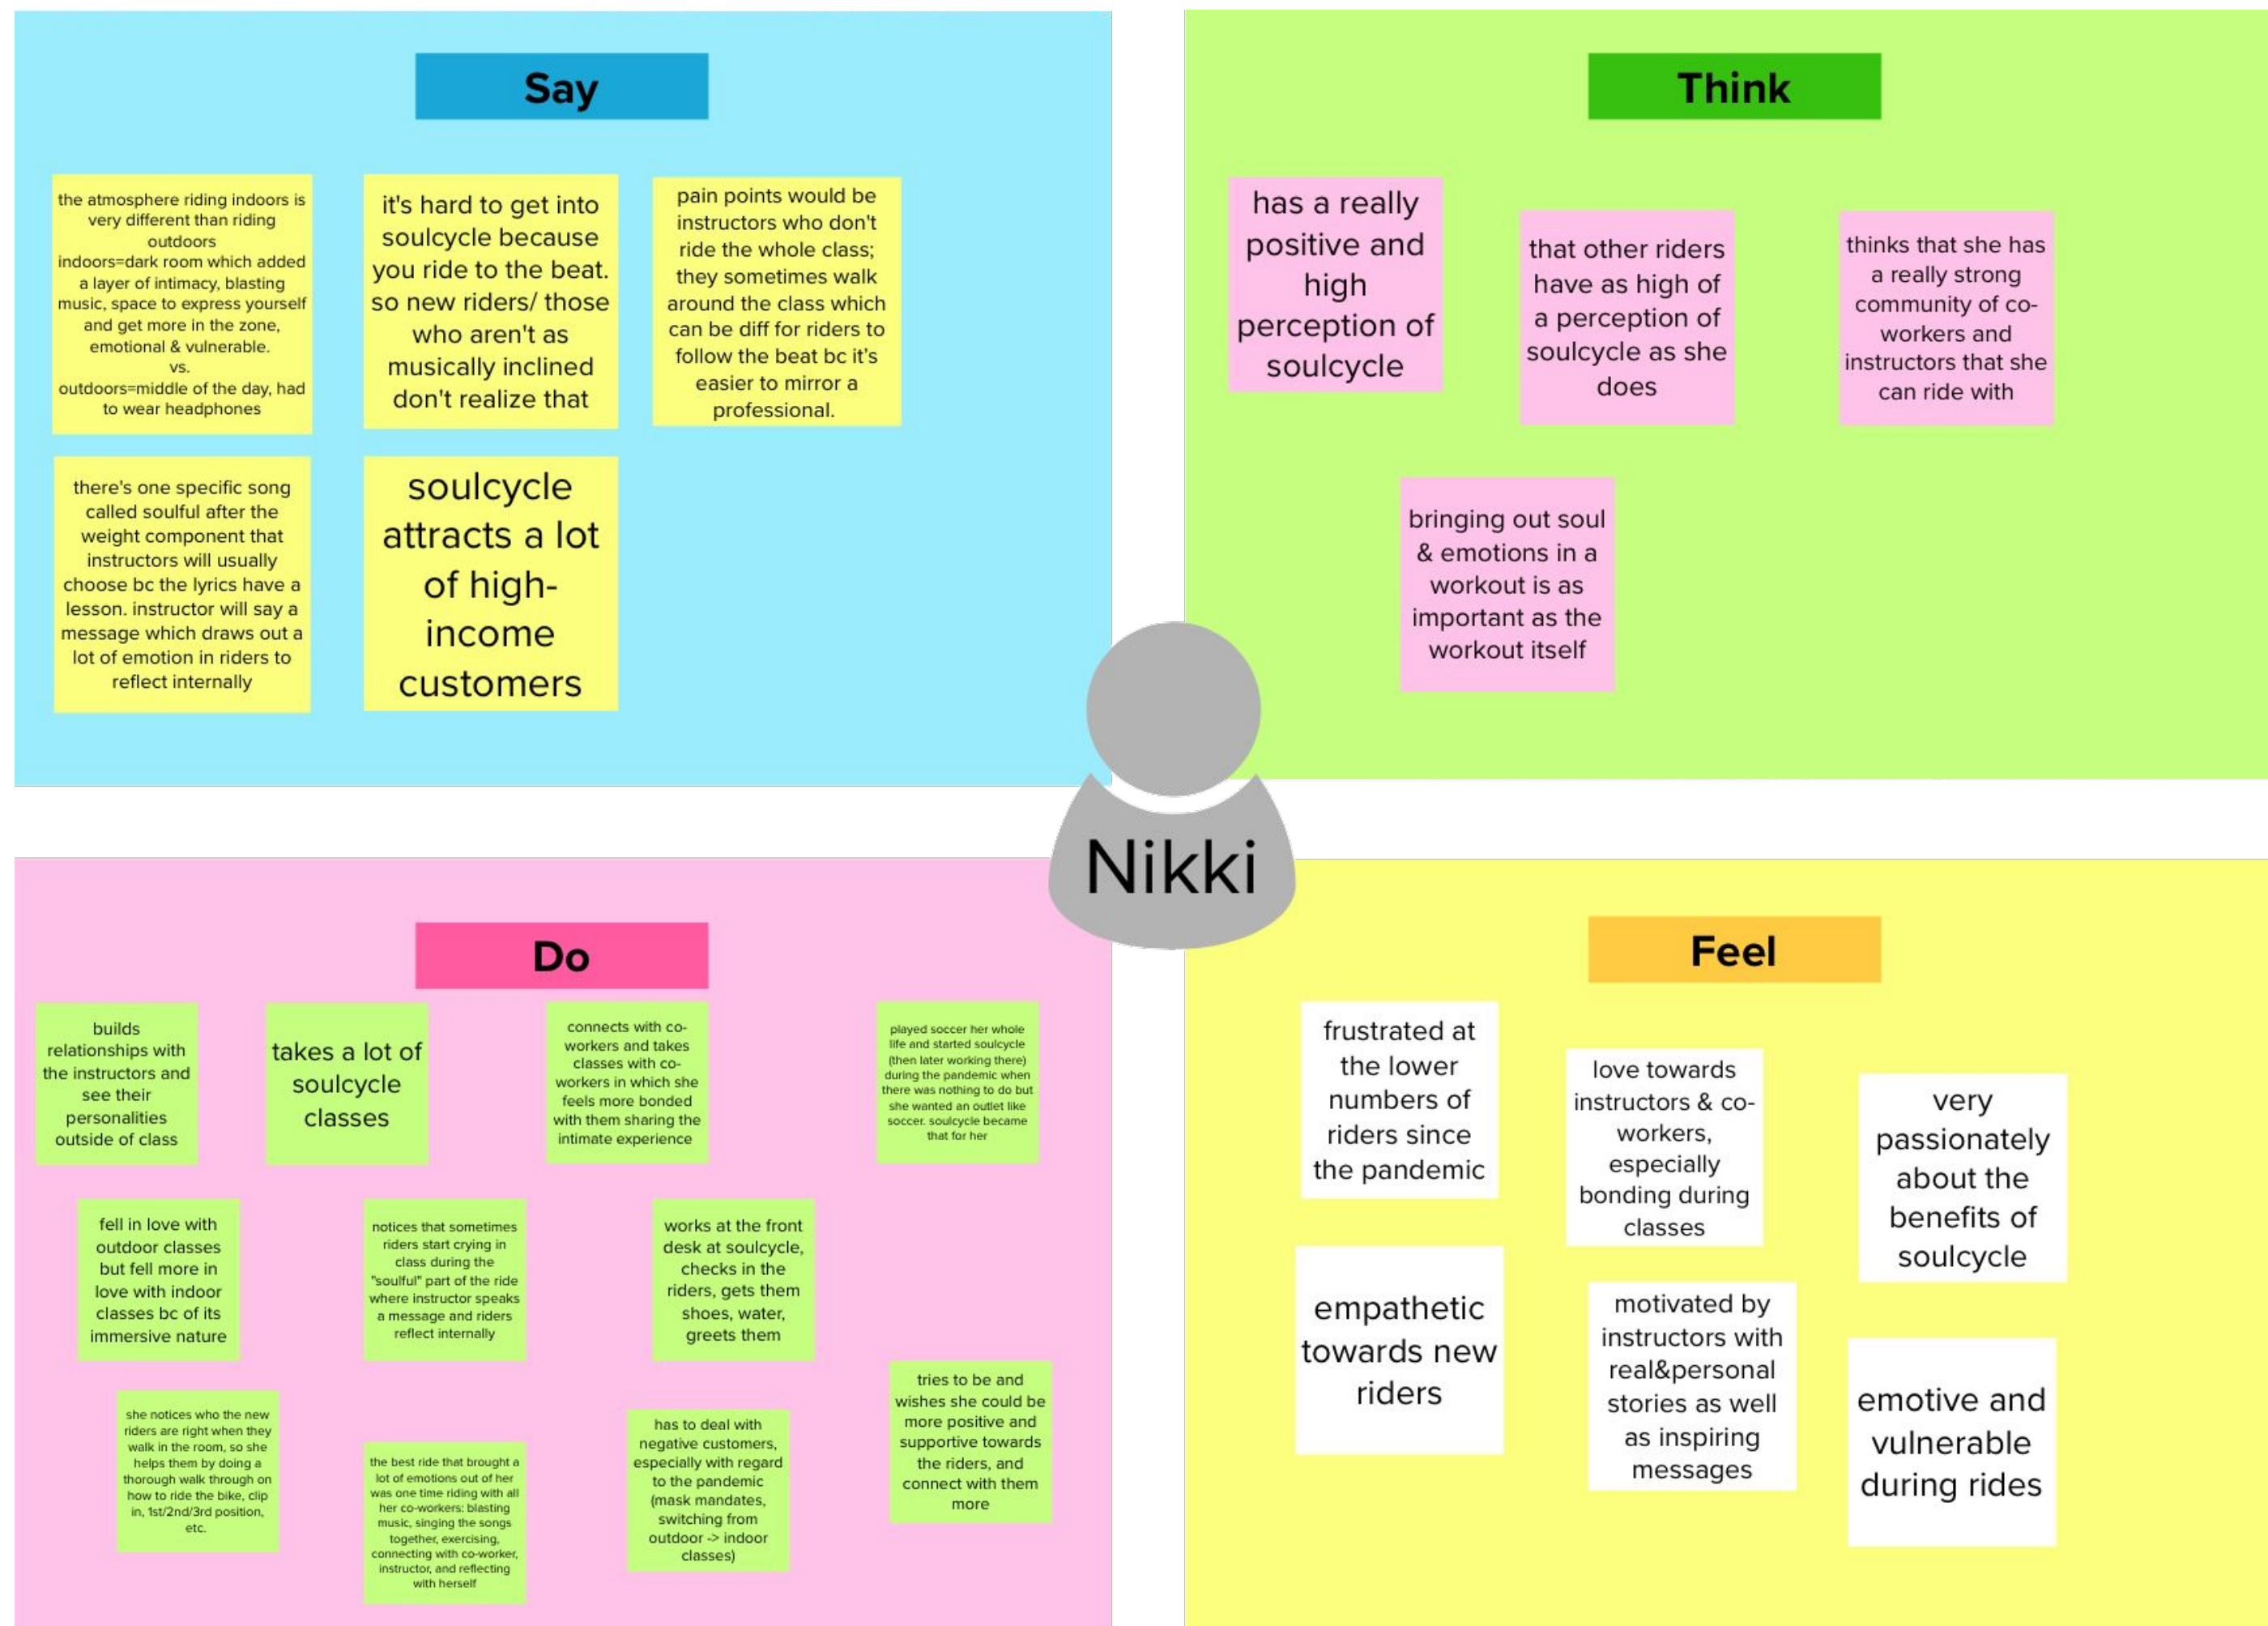 Say
the atmosphere riding indoors is
very different than riding
outdoors
indoors=dark room which added
a layer of intimacy, blasting
music, space to express yourself
and get more in the zone,
emotional & vulnerable.
vs.
outdoors=middle of the day, had
to wear headphones
it's hard to get into
soulcycle because
you ride to the beat.
so new riders/ those
who aren't as
musically inclined
don't realize that
pain points would be
instructors who don't
ride the whole class;
they sometimes walk
around the class which
can be diff for riders to
follow the beat bc it's
easier to mirror a
professional.
there's one specific song
called soulful after the
weight component that
instructors will usually
choose bc the lyrics have a
lesson. instructor will say a
message which draws out a
lot of emotion in riders to
reflect internally
soulcycle
attracts a lot
of high-
income
customers
Think
has a really
positive and
high
perception of
soulcycle
that other riders
have as high of
a perception of
soulcycle as she
does
thinks that she has
a really strong
community of co-
workers and
instructors that she
can ride with
bringing out soul
& emotions in a
workout is as
important as the
workout itself
Nikki
Do
builds
relationships with
the instructors and
see their
personalities
outside of class
takes a lot of
soulcycle
classes
connects with co-
workers and takes
classes with co-
workers in which she
feels more bonded
with them sharing the
intimate experience
played soccer her whole
life and started soulcycle
(then later working there)
during the pandemic when
there was nothing to do but
she wanted an outlet like
soccer. soulcycle became
that for her
fell in love with
outdoor classes
but fell more in
love with indoor
classes bc of its
immersive nature
notices that sometimes
riders start crying in
class during the
"soulful" part of the ride
where instructor speaks
a message and riders
reflect internally
works at the front
desk at soulcycle,
checks in the
riders, gets them
shoes, water,
greets them
she notices who the new
riders are right when they
walk in the room, so she
helps them by doing a
thorough walk through on
how to ride the bike, clip
in, 1st/2nd/3rd position,
etc.
the best ride that brought a
lot of emotions out of her
was one time riding with all
her co-workers: blasting
music, singing the songs
together, exercising,
connecting with co-worker,
instructor, and reflecting
with herself
has to deal with
negative customers,
especially with regard
to the pandemic
(mask mandates,
switching from
outdoor -> indoor
classes)
tries to be and
wishes she could be
more positive and
supportive towards
the riders, and
connect with them
more
Feel
frustrated at
the lower
numbers of
riders since
the pandemic
love towards
instructors & co-
workers,
especially
bonding during
classes
very
passionately
about the
benefits of
soulcycle
empathetic
towards new
riders
motivated by
instructors with
real&personal
stories as well
as inspiring
messages
emotive and
vulnerable
during rides